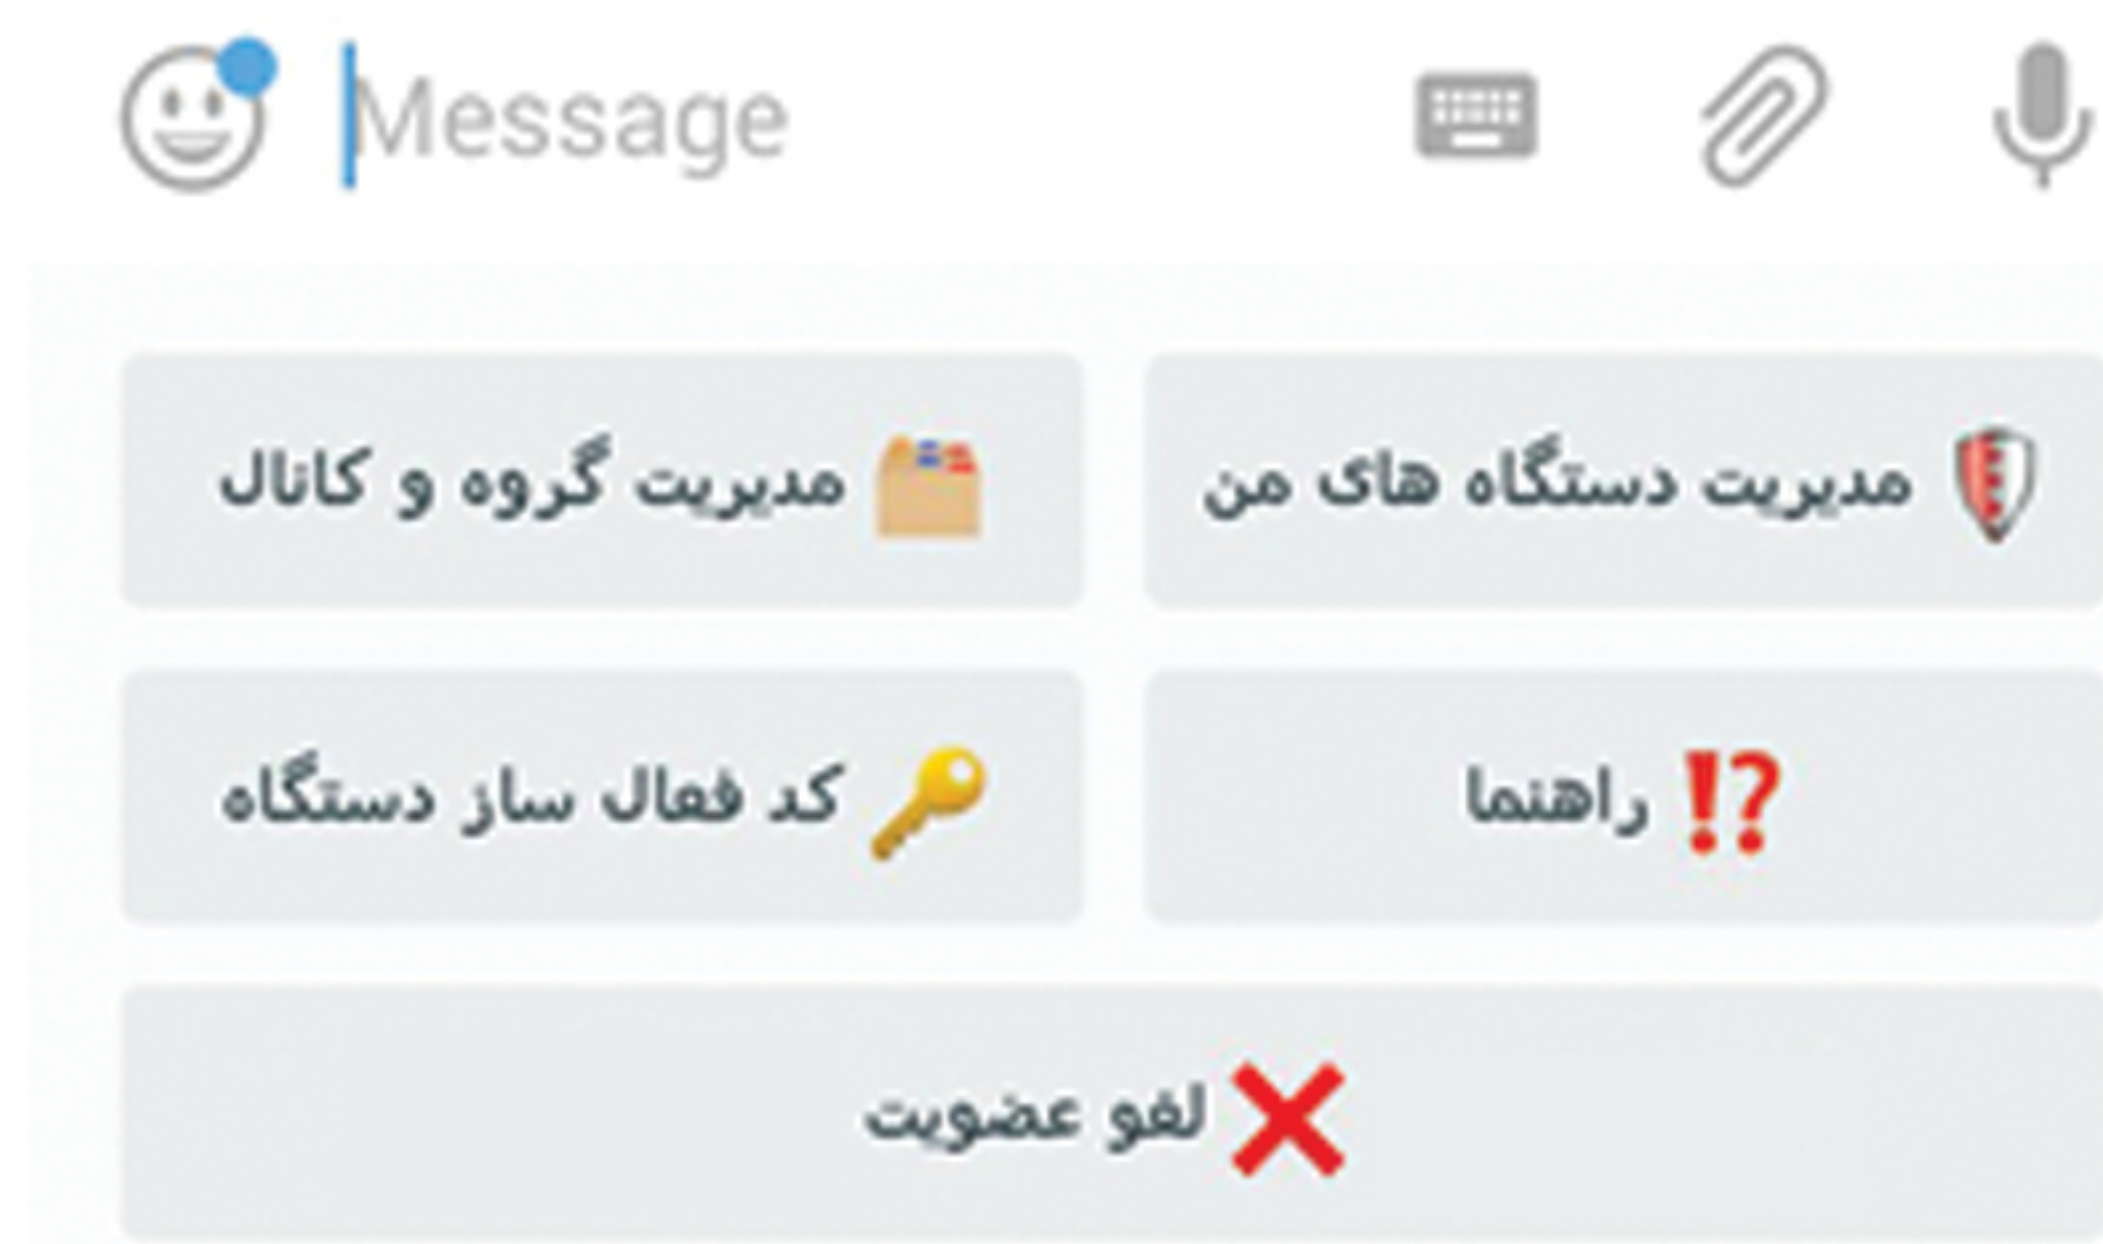 Message
🛡 مدیریت دستگاه های من
🗂 مدیریت گروه و کانال
⁉️ راهنما
🔑 کد فعال ساز دستگاه
❌ لغو عضویت